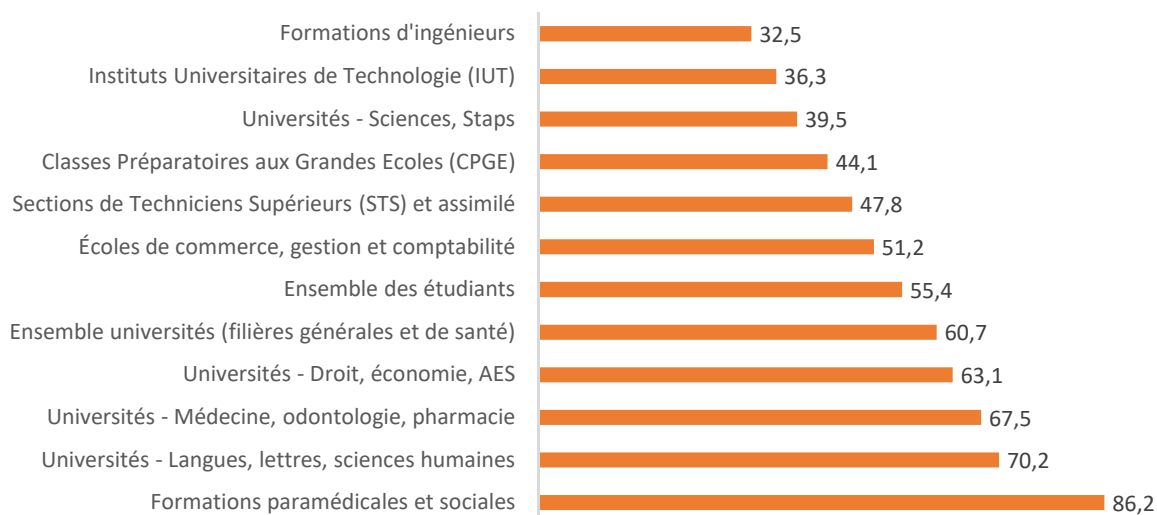 Formations d'ingénieurs 32,5
Instituts Universitaires de Technologie (IUT) 36,3
Universités - Sciences, Staps 39,5
Classes Préparatoires aux Grandes Ecoles (CPGE) 44,1
Sections de Techniciens Supérieurs (STS) et assimilé 47,8
Écoles de commerce, gestion et comptabilité 51,2
Ensemble des étudiants 55,4
Ensemble universités (filières générales et de santé) 60,7
Universités - Droit, économie, AES 63,1
Universités - Médecine, odontologie, pharmacie 67,5
Universités - Langues, lettres, sciences humaines 70,2
Formations paramédicales et sociales 86,2